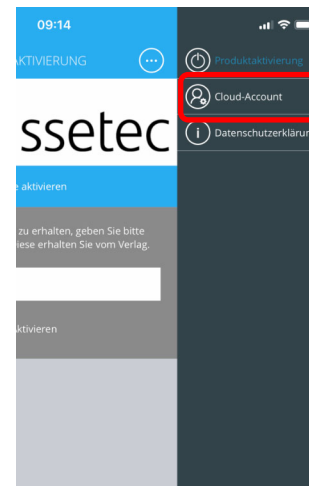 09:14
AKTIVIERUNG
Produktaktivierung
Cloud-Account
ssetec
Datenschutzerklärun
e aktivieren
zu erhalten, geben Sie bitte
iese erhalten Sie vom Verlag.
Aktivieren